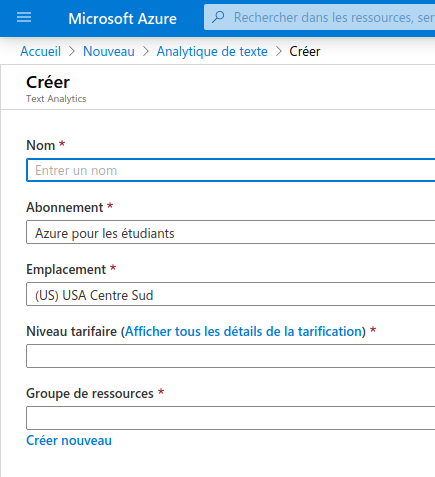 Microsoft Azure
Rechercher dans les ressources, ser
Accueil > Nouveau > Analytique de texte > Créer
Créer
Text Analytics
Nom *
Entrer un nom
Abonnement *
Azure pour les étudiants
Emplacement *
(US) USA Centre Sud
Niveau tarifaire (Afficher tous les détails de la tarification) *
Groupe de ressources *
Créer nouveau